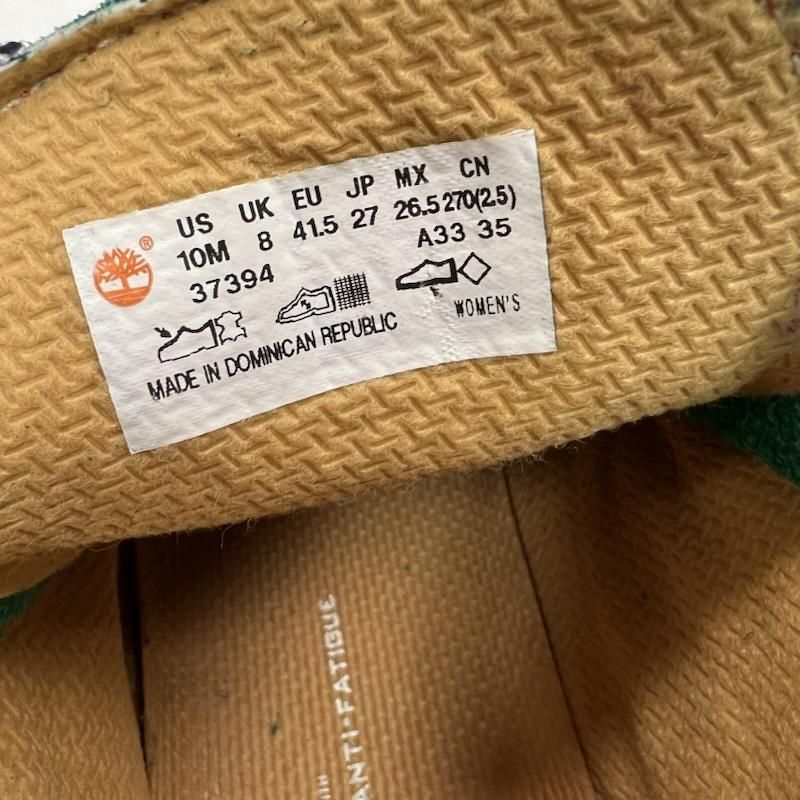 US UK EU JP MX CN
10M 8 41.5 27 26.5 270(2.5)
37394 A33 35
WOMEN'S
MADE IN DOMINICAN REPUBLIC
®
ANTI-FATIGUE